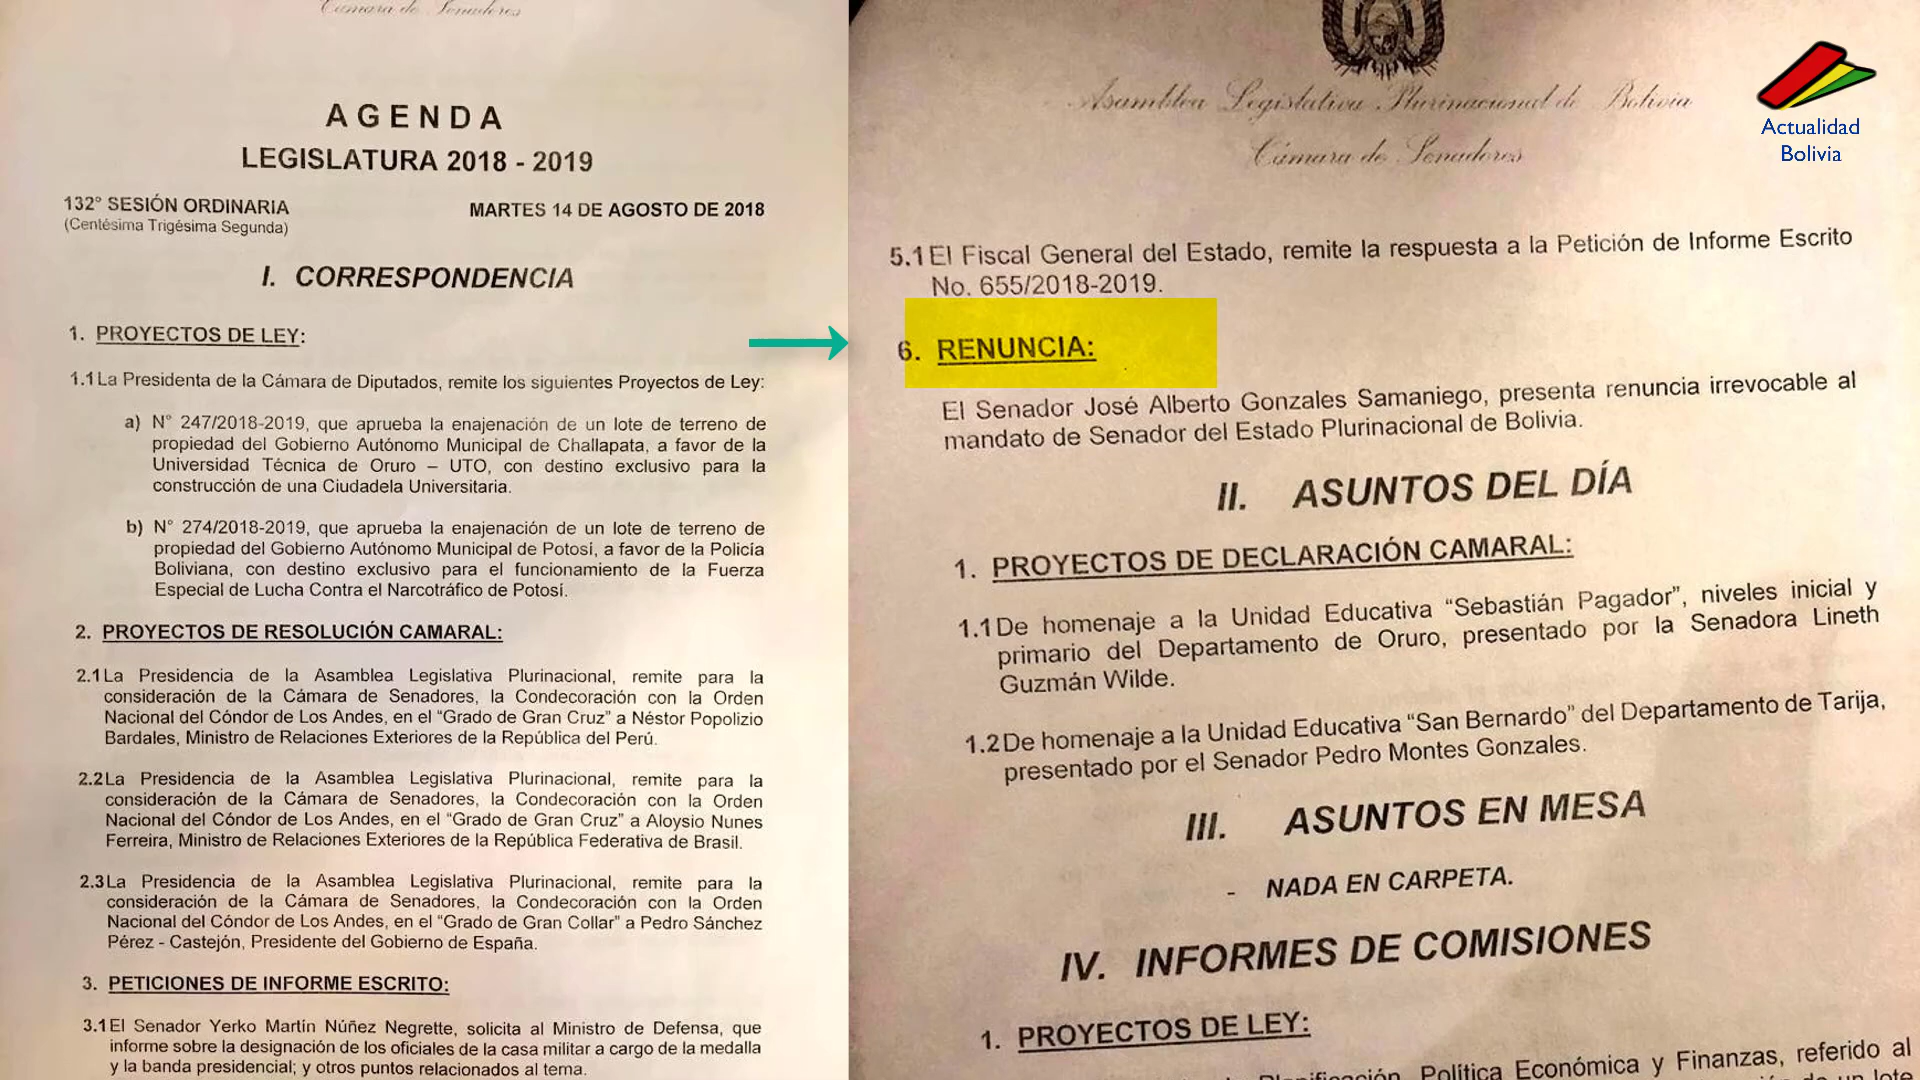 Cámara de Senadores
AGENDA
LEGISLATURA 2018 - 2019
132° SESIÓN ORDINARIA
(Centésima Trigésima Segunda)
MARTES 14 DE AGOSTO DE 2018
I. CORRESPONDENCIA
1. PROYECTOS DE LEY:
1.1 La Presidenta de la Cámara de Diputados, remite los siguientes Proyectos de Ley:
a) N° 247/2018-2019, que aprueba la enajenación de un lote de terreno de
propiedad del Gobierno Autónomo Municipal de Challapata, a favor de la
Universidad Técnica de Oruro – UTO, con destino exclusivo para la
construcción de una Ciudadela Universitaria.
b) N° 274/2018-2019, que aprueba la enajenación de un lote de terreno de
propiedad del Gobierno Autónomo Municipal de Potosí, a favor de la Policía
Boliviana, con destino exclusivo para el funcionamiento de la Fuerza
Especial de Lucha Contra el Narcotráfico de Potosí.
2. PROYECTOS DE RESOLUCIÓN CAMARAL:
2.1 La Presidencia de la Asamblea Legislativa Plurinacional, remite para la
consideración de la Cámara de Senadores, la Condecoración con la Orden
Nacional del Cóndor de Los Andes, en el "Grado de Gran Cruz" a Néstor Popolizio
Bardales, Ministro de Relaciones Exteriores de la República del Perú.
2.2 La Presidencia de la Asamblea Legislativa Plurinacional, remite para la
consideración de la Cámara de Senadores, la Condecoración con la Orden
Nacional del Cóndor de Los Andes, en el "Grado de Gran Cruz" a Aloysio Nunes
Ferreira, Ministro de Relaciones Exteriores de la República Federativa de Brasil.
2.3 La Presidencia de la Asamblea Legislativa Plurinacional, remite para la
consideración de la Cámara de Senadores, la Condecoración con la Orden
Nacional del Cóndor de Los Andes, en el "Grado de Gran Collar" a Pedro Sánchez
Pérez - Castejón, Presidente del Gobierno de España.
3. PETICIONES DE INFORME ESCRITO:
3.1 El Senador Yerko Martín Núñez Negrette, solicita al Ministro de Defensa, que
informe sobre la designación de los oficiales de la casa militar a cargo de la medalla
y la banda presidencial; y otros puntos relacionados al tema.
Asamblea Legislativa Plurinacional de Bolivia
Cámara de Senadores
Actualidad
Bolivia
5.1 El Fiscal General del Estado, remite la respuesta a la Petición de Informe Escrito
No. 655/2018-2019.
6. RENUNCIA:
El Senador José Alberto Gonzales Samaniego, presenta renuncia irrevocable al
mandato de Senador del Estado Plurinacional de Bolivia.
II. ASUNTOS DEL DÍA
1. PROYECTOS DE DECLARACIÓN CAMARAL:
1.1 De homenaje a la Unidad Educativa "Sebastián Pagador", niveles inicial y
primario del Departamento de Oruro, presentado por la Senadora Lineth
Guzmán Wilde.
1.2 De homenaje a la Unidad Educativa "San Bernardo" del Departamento de Tarija,
presentado por el Senador Pedro Montes Gonzales.
III. ASUNTOS EN MESA
- NADA EN CARPETA.
IV. INFORMES DE COMISIONES
1. PROYECTOS DE LEY:
Planificación, Política Económica y Finanzas, referido al
de un lote